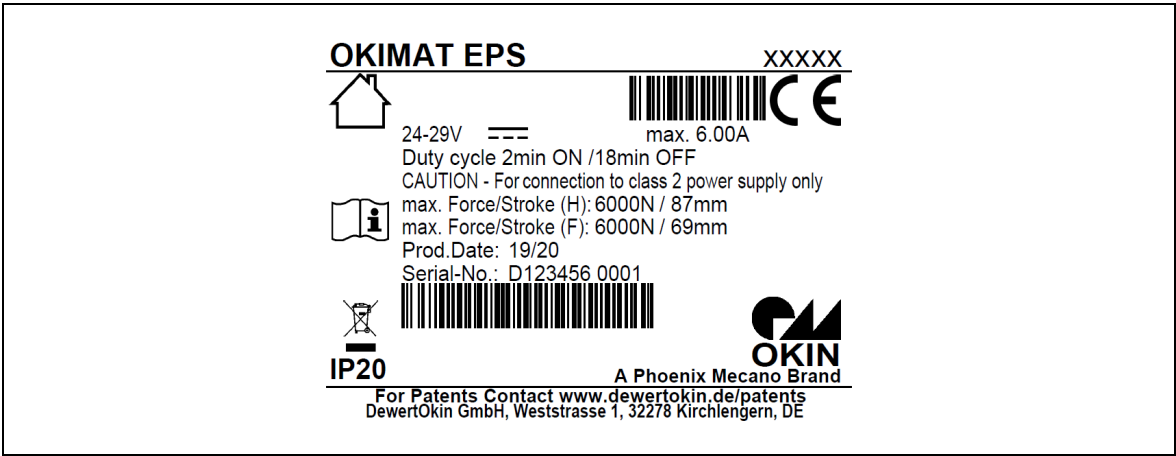 OKIMAT EPS xxxxx
CE
24-29V max. 6.00A
Duty cycle 2min ON /18min OFF
CAUTION - For connection to class 2 power supply only
max. Force/Stroke (H): 6000N / 87mm
max. Force/Stroke (F): 6000N / 69mm
Prod.Date: 19/20
Serial-No.: D123456 0001
IP20
OKIN
A Phoenix Mecano Brand
For Patents Contact www.dewertokin.de/patents
DewertOkin GmbH, Weststrasse 1, 32278 Kirchlengern, DE